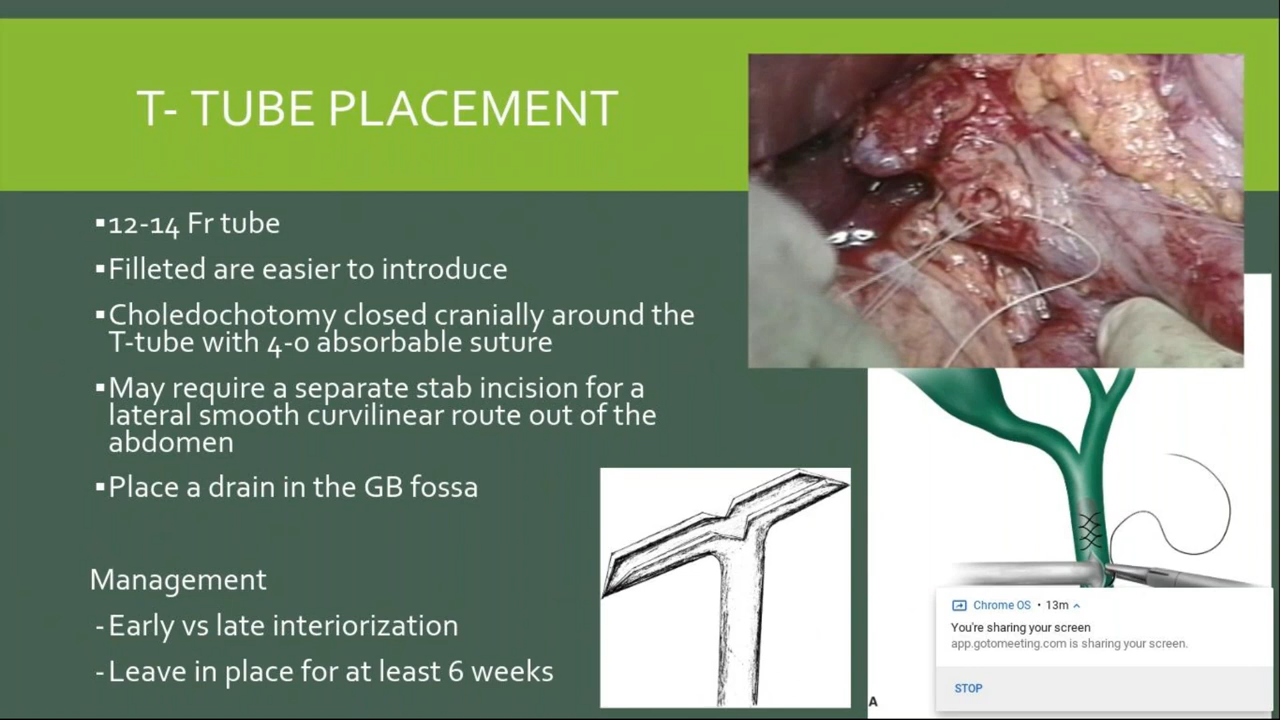 T- TUBE PLACEMENT
▪12-14 Fr tube
▪Filleted are easier to introduce
▪Choledochotomy closed cranially around the
T-tube with 4-0 absorbable suture
▪May require a separate stab incision for a
lateral smooth curvilinear route out of the
abdomen
▪Place a drain in the GB fossa
Management
-Early vs late interiorization
-Leave in place for at least 6 weeks
A
Chrome OS • 13m
You're sharing your screen
app.gotomeeting.com is sharing your screen.
STOP